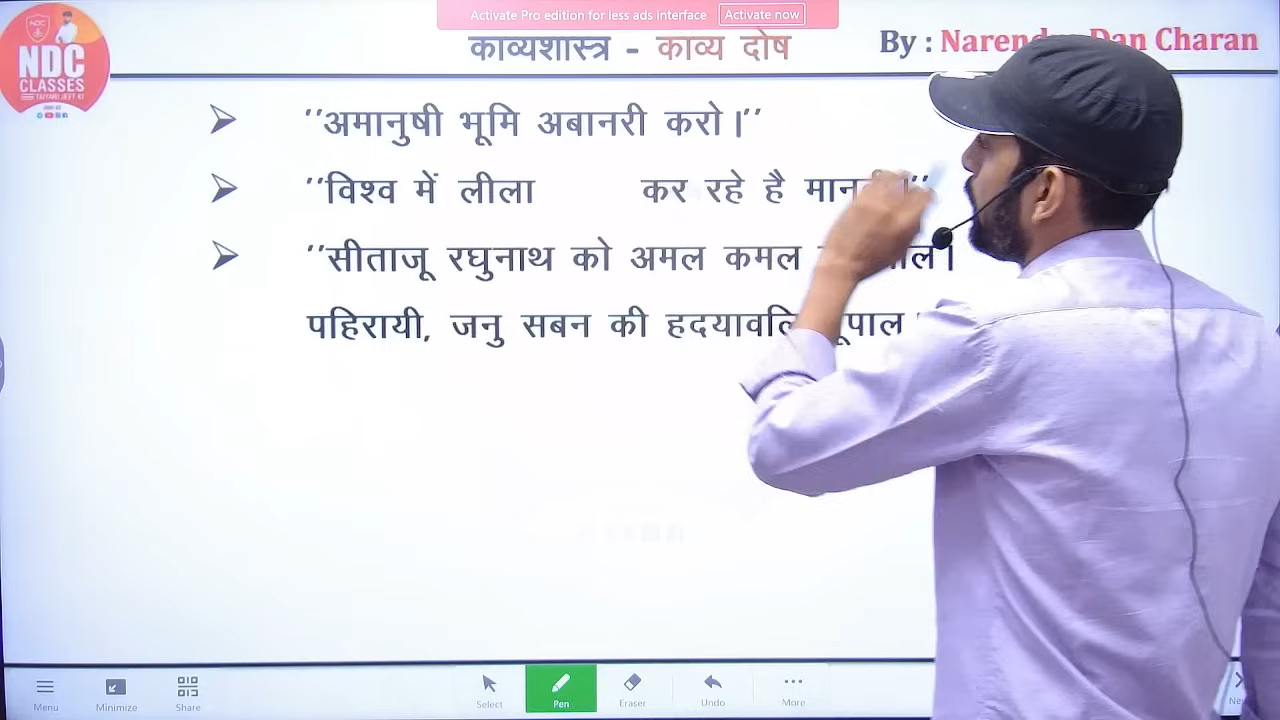 Activate Pro edition for less ads interface Activate now
काव्यशास्त्र - काव्य दोष
By : Narendra Dan Charan
NDC
CLASSES
''अमानुषी भूमि अबानरी करो।''
''विश्व में लीला कर रहे है
''सीताजू रघुनाथ को अमल कमल
पहिरायी, जनु सबन की हदयावलि भूपाल
Menu
Minimize
Share
Select
Pen
Eraser
Undo
More